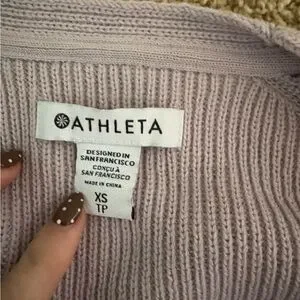 ATHLETA
DESIGNED IN
SAN FRANCISCO
CONÇU À
SAN FRANCISCO
MADE IN CHINA
XS
TP